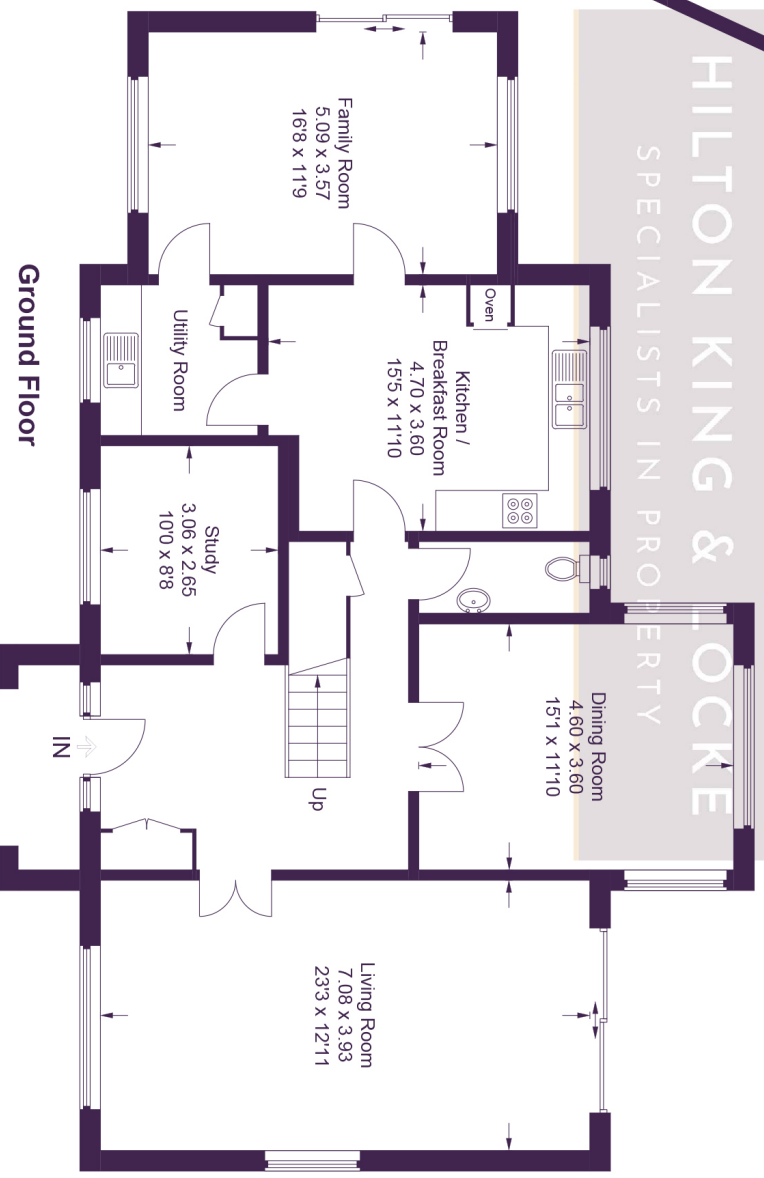 HILTON KING & LOCKE
SPECIALISTS IN PROPERTY
Family Room
5.09 x 3.57
16'8 x 11'9
Oven
Kitchen /
Breakfast Room
4.70 x 3.60
15'5 x 11'10
Utility Room
Study
3.06 x 2.65
10'0 x 8'8
Dining Room
4.60 x 3.60
15'1 x 11'10
Up
IN
Living Room
7.08 x 3.93
23'3 x 12'11
Ground Floor